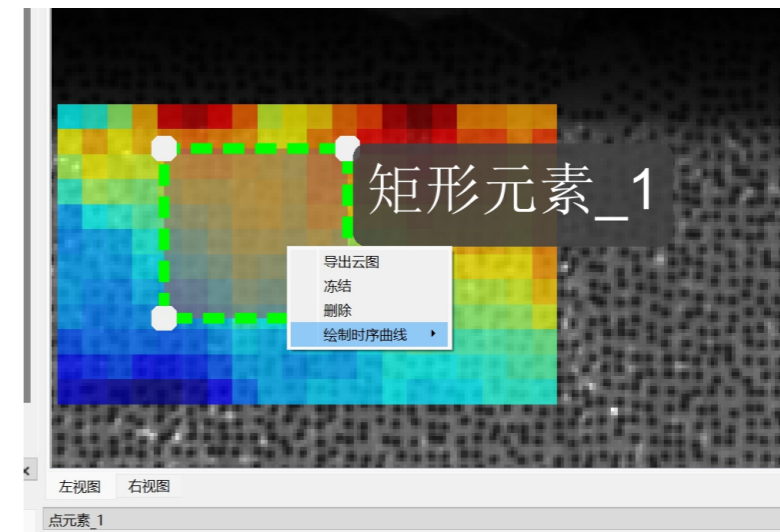 矩形元素_1
导出云图
冻结
删除
绘制时序曲线
左视图 右视图
点元素_1